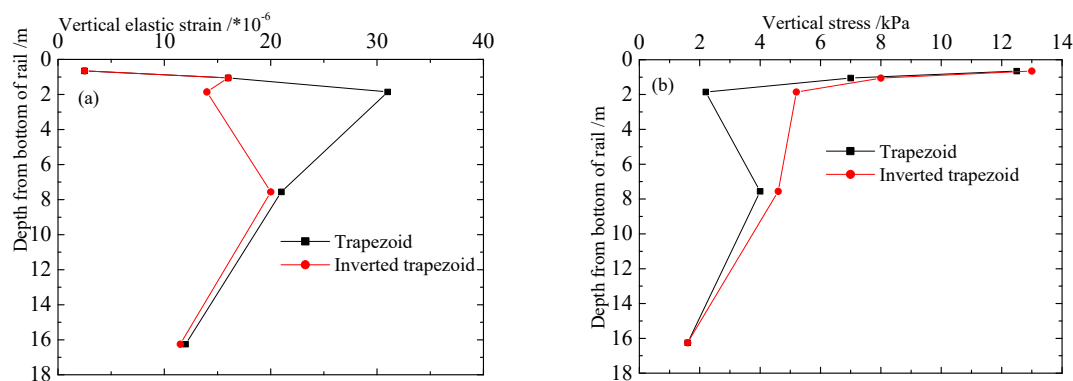 Vertical elastic strain /*10-6
0 10 20 30 40
Depth from bottom of rail /m
0
2
4
6
8
10
12
14
16
18
(a)
Trapezoid
Inverted trapezoid
Vertical stress /kPa
0 2 4 6 8 10 12 14
Depth from bottom of rail /m
0
2
4
6
8
10
12
14
16
18
(b)
Trapezoid
Inverted trapezoid